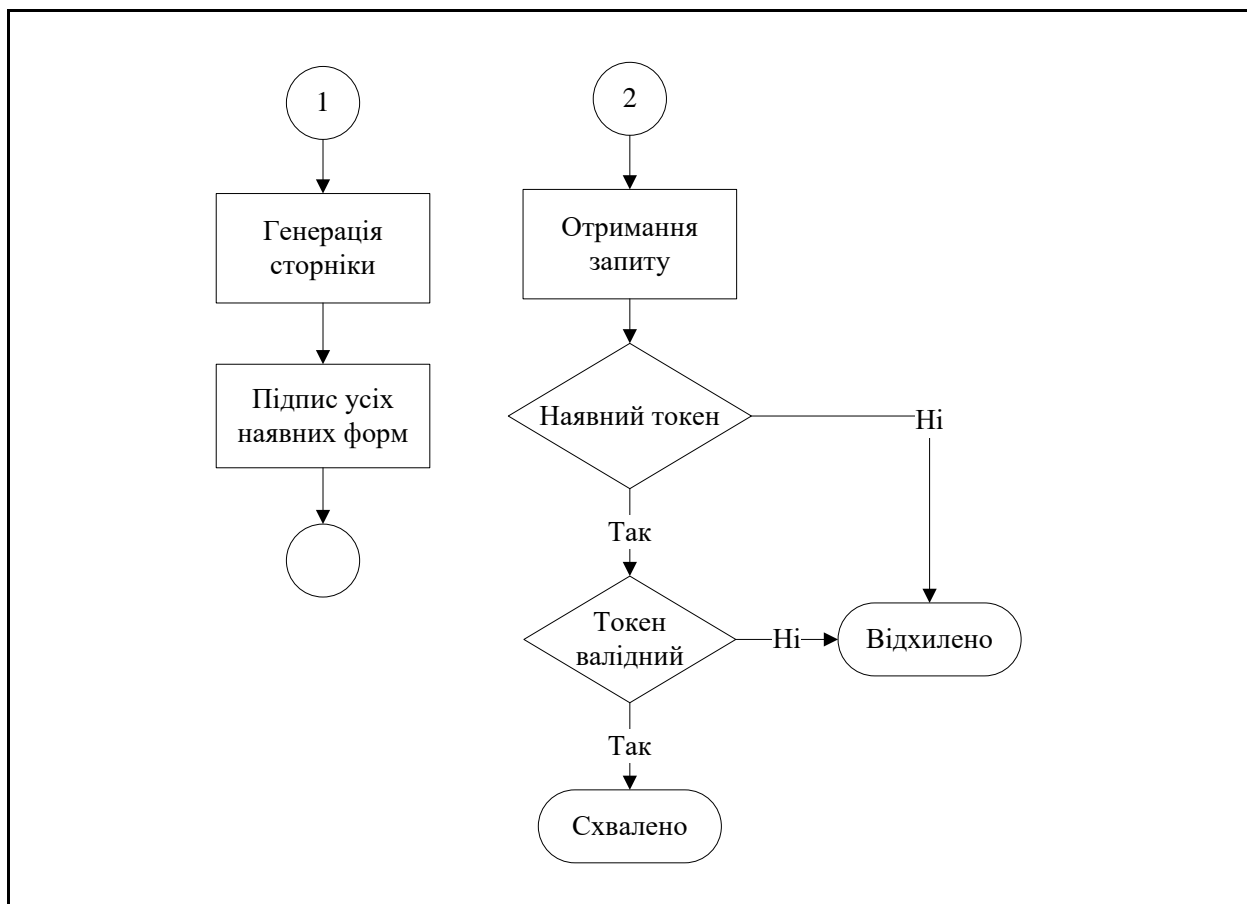 1
Генерація
сторніки
Підпис усіх
наявних форм
2
Отримання
запиту
Наявний токен
Ні
Так
Токен
валідний
Ні
Відхилено
Так
Схвалено